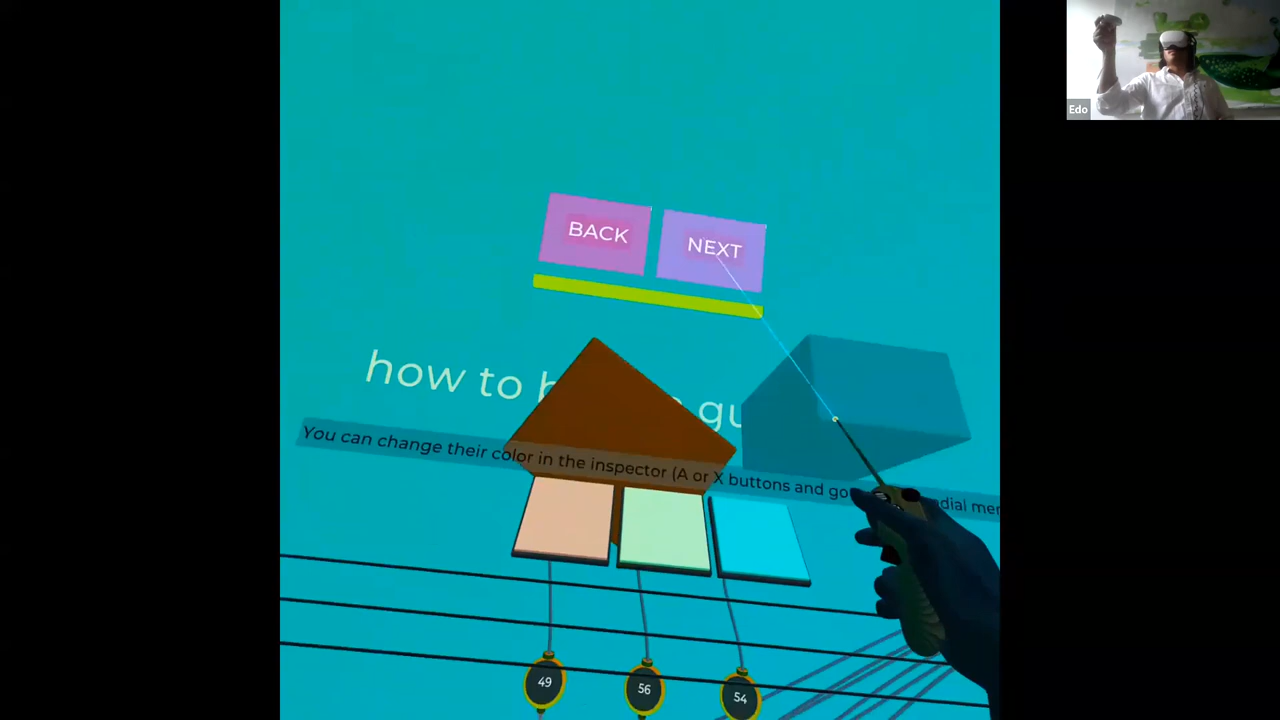 Edo
BACK
NEXT
how to
You can change their color in the inspector (A or X buttons and go
49
56
54